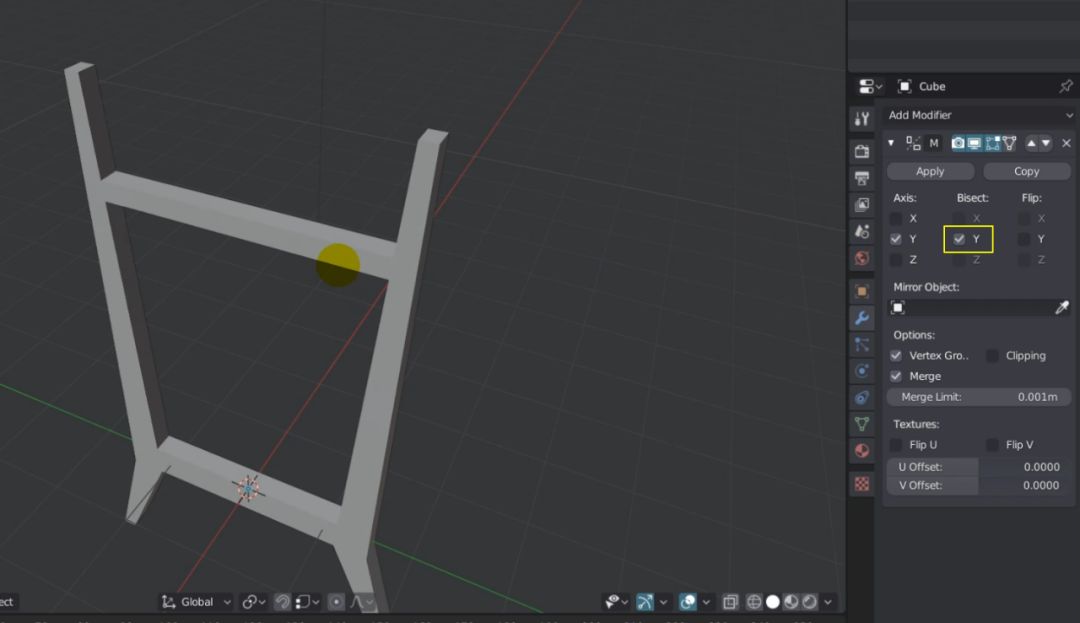 Cube
Add Modifier
M
Apply Copy
Axis: Bisect: Flip:
X X X
Y Y Y
Z Z Z
Mirror Object:
Options:
Vertex Gro.. Clipping
Merge
Merge Limit: 0.001m
Textures:
Flip U Flip V
U Offset: 0.0000
V Offset: 0.0000
ect Global